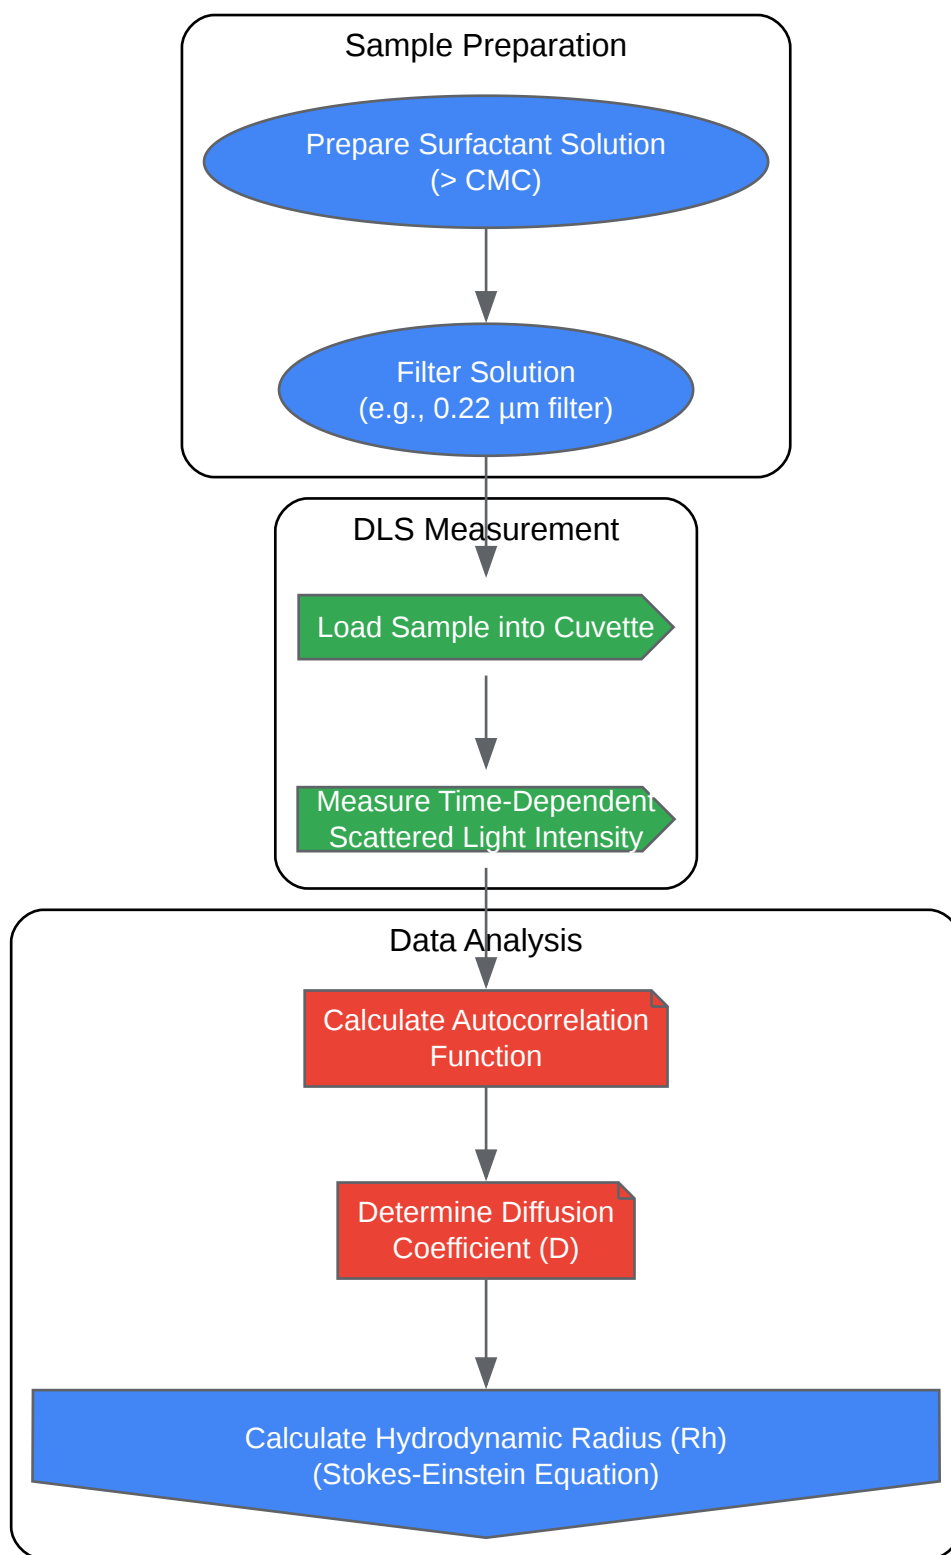 Sample Preparation
Prepare Surfactant Solution
(> CMC)
Filter Solution
(e.g., 0.22 µm filter)
DLS Measurement
Load Sample into Cuvette
Measure Time-Dependent
Scattered Light Intensity
Data Analysis
Calculate Autocorrelation
Function
Determine Diffusion
Coefficient (D)
Calculate Hydrodynamic Radius (Rh)
(Stokes-Einstein Equation)